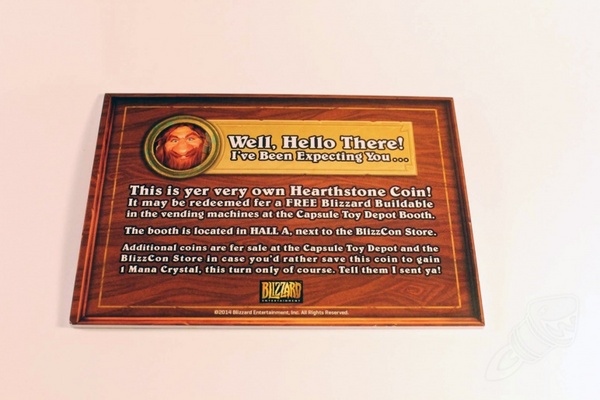 Well, Hello There!
I've Been Expecting You...
This is yer very own Hearthstone Coin!
It may be redeemed fer a FREE Blizzard Buildable
in the vending machines at the Capsule Toy Depot Booth.
The booth is located in HALL A, next to the BlizzCon Store.
Additional coins are fer sale at the Capsule Toy Depot and the
BlizzCon Store in case you'd rather save this coin to gain
1 Mana Crystal, this turn only of course. Tell them I sent ya!
BLIZZARD
ENTERTAINMENT
©2014 Blizzard Entertainment, Inc. All Rights Reserved.